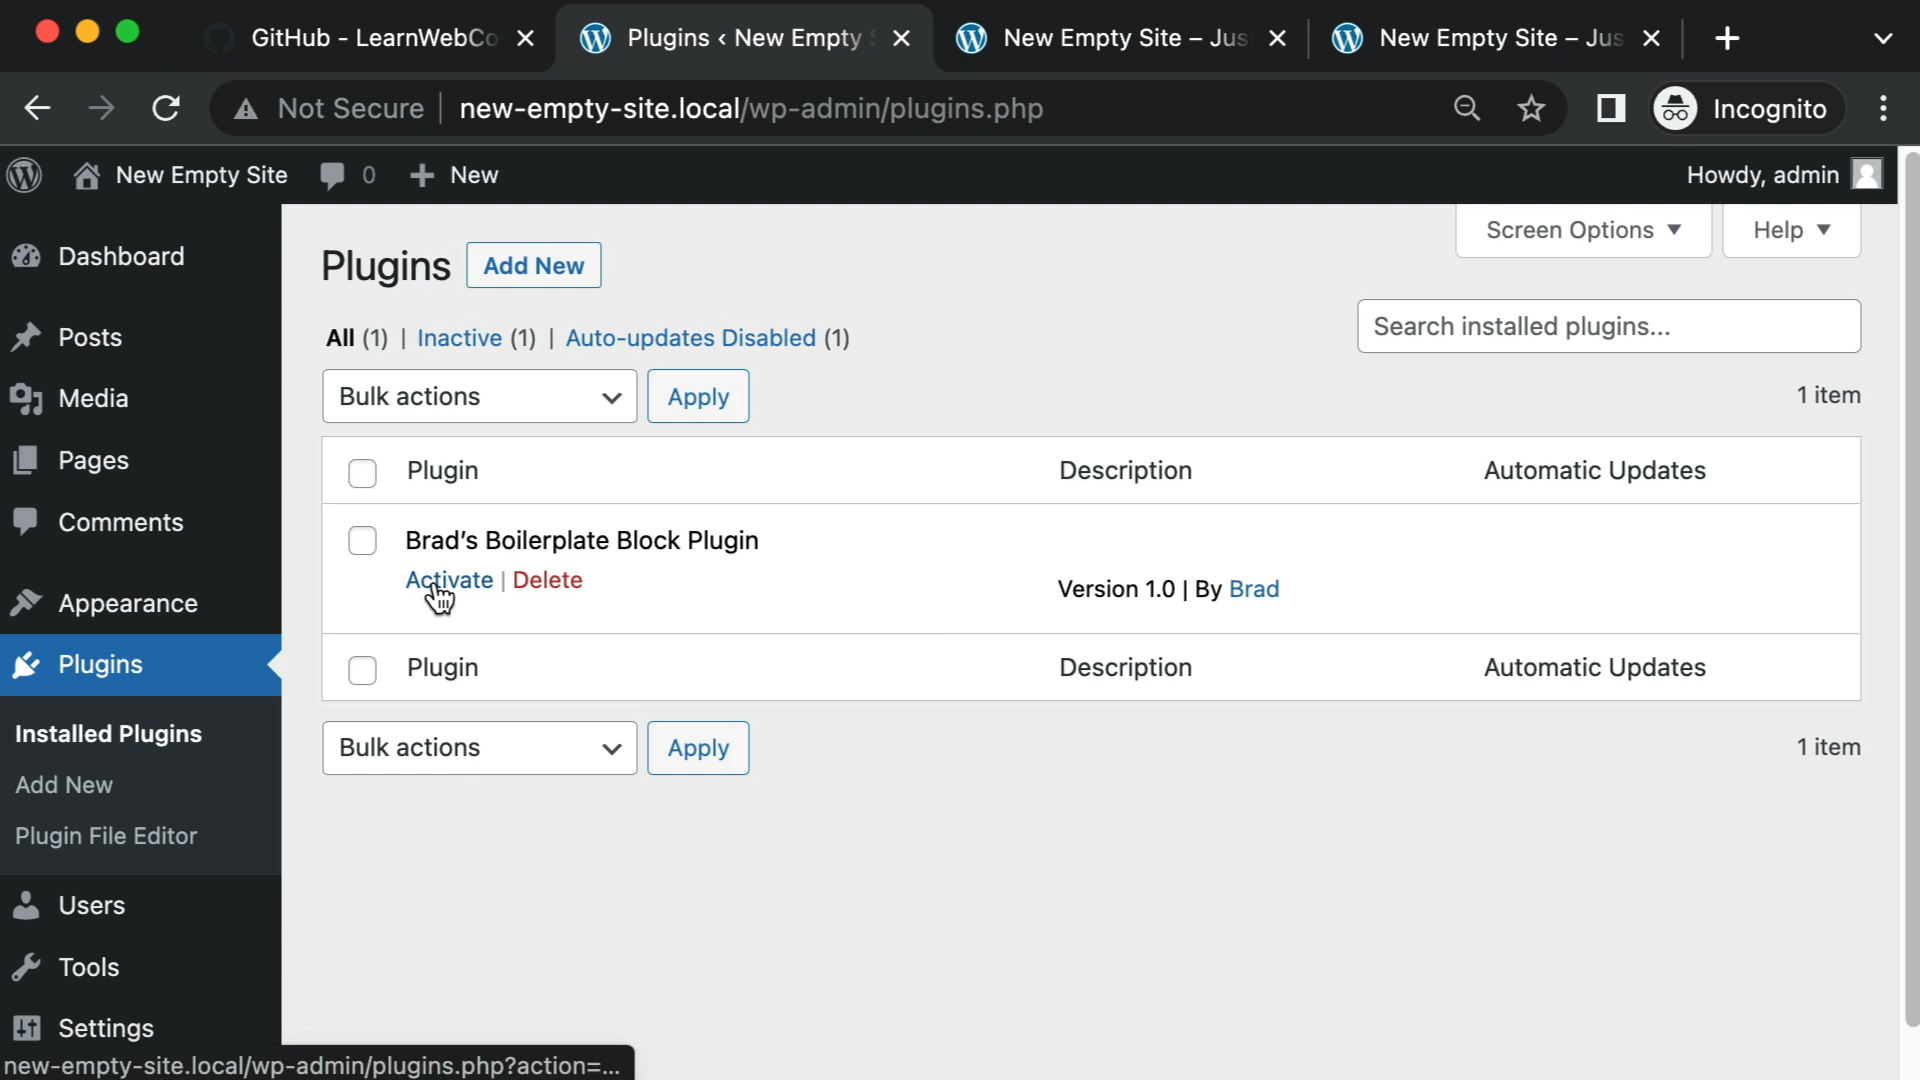 GitHub - LearnWebCo
Plugins ‹ New Empty S
New Empty Site – Jus
New Empty Site – Jus
Not Secure
new-empty-site.local/wp-admin/plugins.php
Incognito
New Empty Site
0
New
Howdy, admin
Dashboard
Posts
Media
Pages
Comments
Appearance
Plugins
Installed Plugins
Add New
Plugin File Editor
Users
Tools
Settings
Screen Options
Help
Plugins
Add New
All (1) | Inactive (1) | Auto-updates Disabled (1)
Search installed plugins...
Bulk actions
Apply
1 item
Plugin
Description
Automatic Updates
Brad's Boilerplate Block Plugin
Activate | Delete
Version 1.0 | By Brad
Plugin
Description
Automatic Updates
Bulk actions
Apply
1 item
new-empty-site.local/wp-admin/plugins.php?action=...